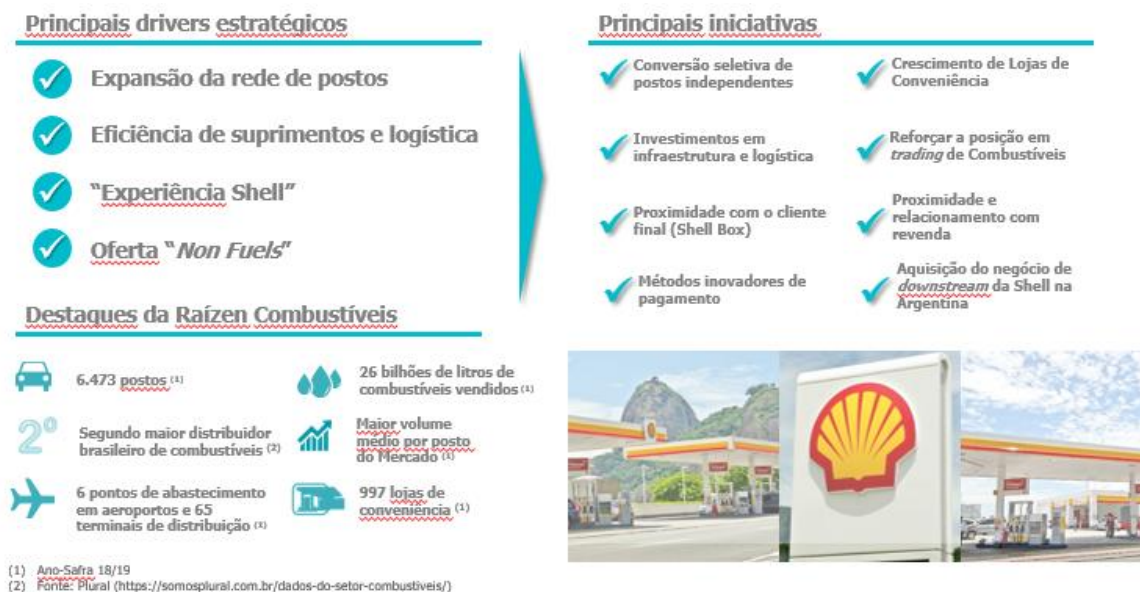 Principais drivers estratégicos
Expansão da rede de postos
Eficiência de suprimentos e logística
“Experiência Shell”
Oferta “Non Fuels”
Principais iniciativas
Conversão seletiva de
postos independentes
Crescimento de Lojas de
Conveniência
Investimentos em
infraestrutura e logística
Reforçar a posição em
trading de Combustíveis
Proximidade com o cliente
final (Shell Box)
Proximidade e
relacionamento com
revenda
Métodos inovadores de
pagamento
Aquisição do negócio de
downstream da Shell na
Argentina
Destaques da Raízen Combustíveis
6.473 postos (1)
26 bilhões de litros de
combustíveis vendidos (1)
2º
Segundo maior distribuidor
brasileiro de combustíveis (2)
Maior volume
medio por posto
do Mercado (1)
6 pontos de abastecimento
em aeroportos e 65
terminais de distribuição (1)
997 lojas de
conveniência (1)
(1) Ano-Safra 18/19
(2) Fonte: Plural (https://somosplural.com.br/dados-do-setor-combustiveis/)